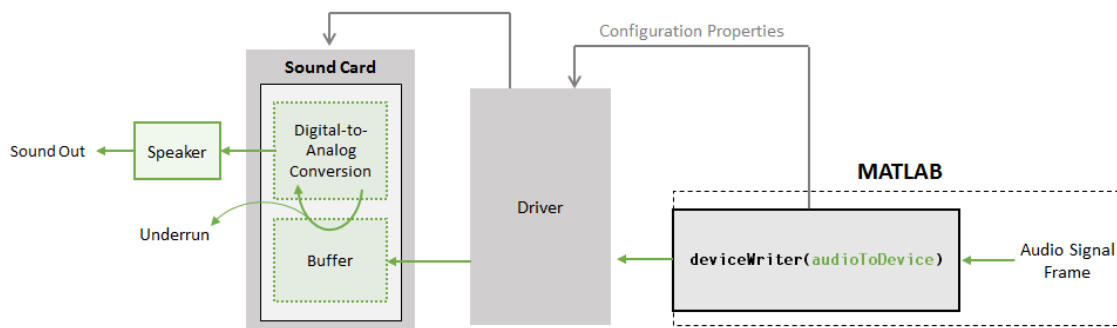 Configuration Properties
Sound Card
Digital-to-
Analog
Conversion
Sound Out
Speaker
MATLAB
Driver
Underrun
Buffer
deviceWriter(audioToDevice)
Audio Signal
Frame